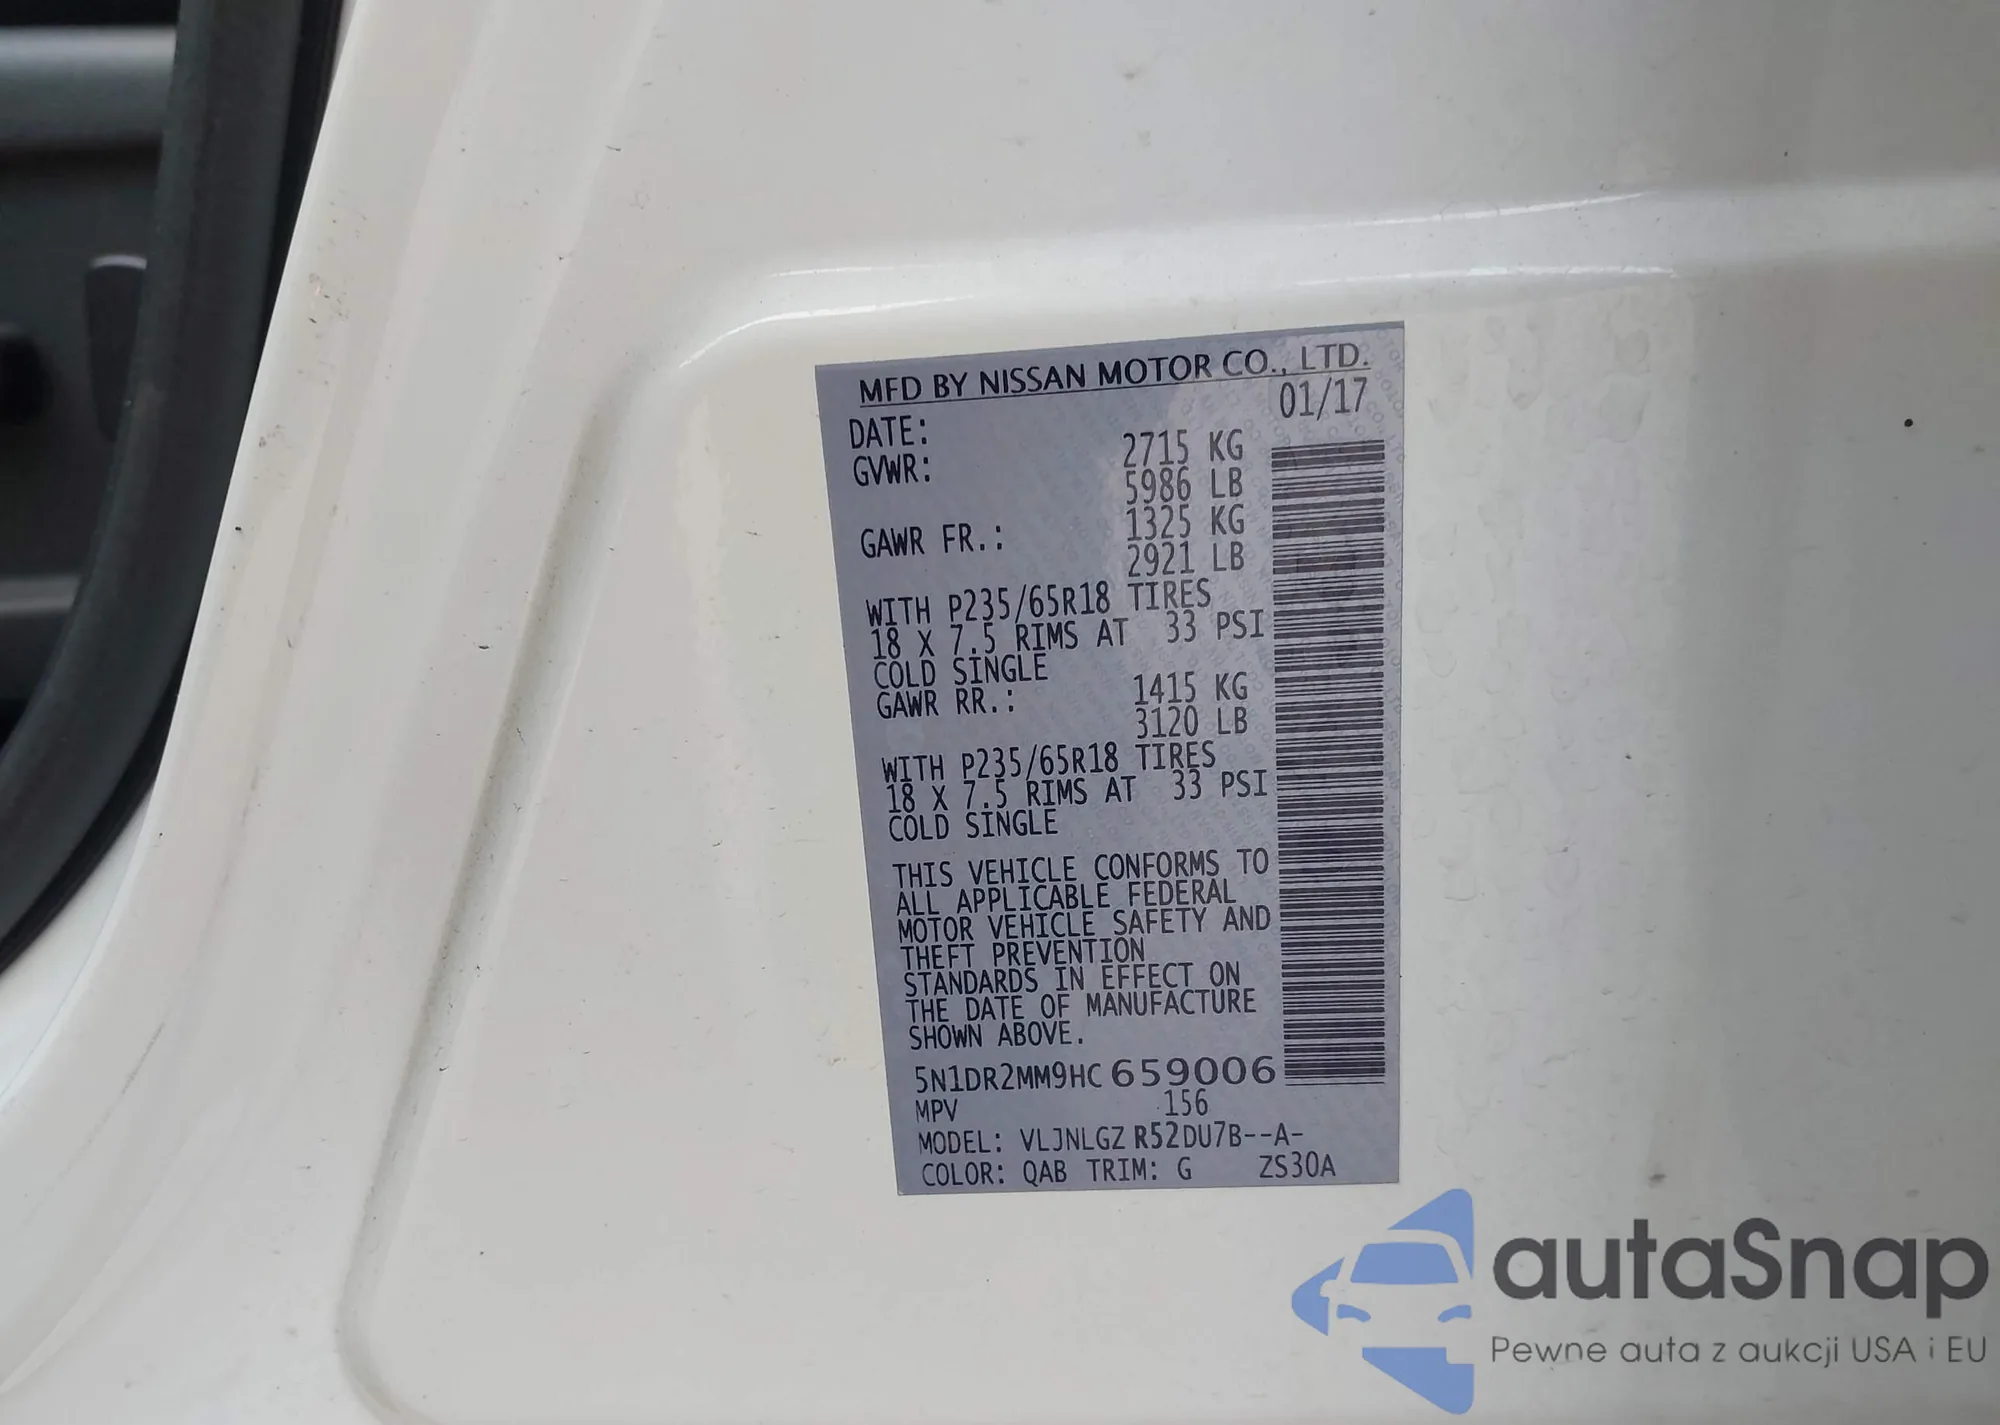 MFD BY NISSAN MOTOR CO., LTD.
DATE: 01/17
GVWR: 2715 KG
5986 LB
GAWR FR.: 1325 KG
2921 LB
WITH P235/65R18 TIRES
18 X 7.5 RIMS AT 33 PSI
COLD SINGLE
GAWR RR.: 1415 KG
3120 LB
WITH P235/65R18 TIRES
18 X 7.5 RIMS AT 33 PSI
COLD SINGLE
THIS VEHICLE CONFORMS TO
ALL APPLICABLE FEDERAL
MOTOR VEHICLE SAFETY AND
THEFT PREVENTION
STANDARDS IN EFFECT ON
THE DATE OF MANUFACTURE
SHOWN ABOVE.
5N1DR2MM9HC659006
MPV 156
MODEL: VLJNLGZ R52DU7B--A-
COLOR: QAB TRIM: G ZS30A
autaSnap
Pewne auta z aukcji USA i EU